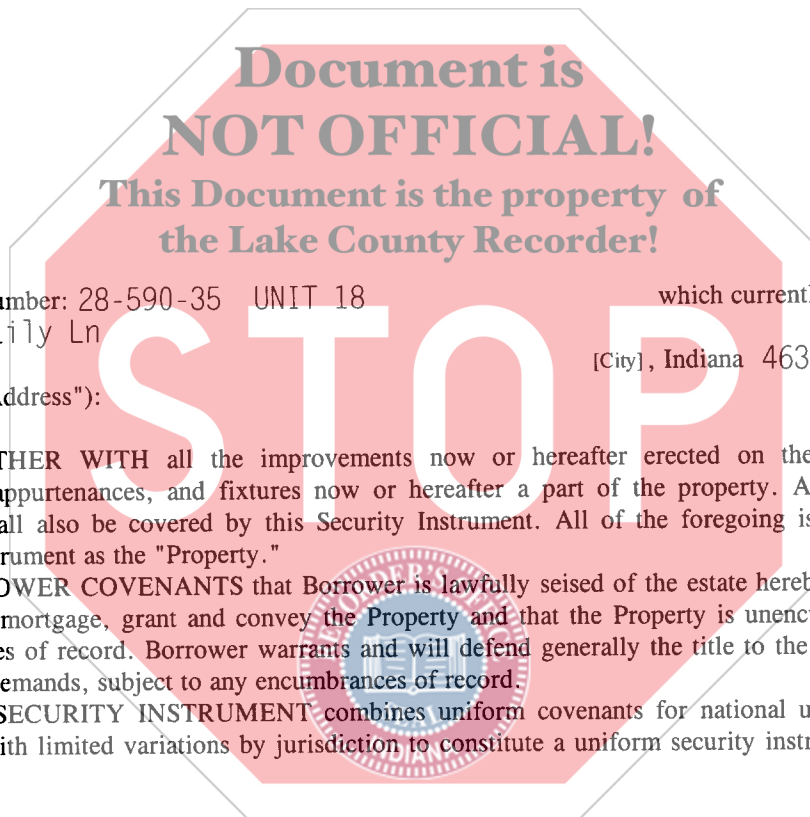 Document is
NOT OFFICIAL!
This Document is the property of
the Lake County Recorder!
umber: 28-590-35 UNIT 18 which currentl
ily Ln
[City], Indiana 463
ddress"):
STOP
THER WITH all the improvements now or hereafter erected on the
appurtenances, and fixtures now or hereafter a part of the property. A
all also be covered by this Security Instrument. All of the foregoing is
rument as the "Property."
OWER COVENANTS that Borrower is lawfully seised of the estate hereb
mortgage, grant and convey the Property and that the Property is unenc
es of record. Borrower warrants and will defend generally the title to the
emands, subject to any encumbrances of record.
SECURITY INSTRUMENT combines uniform covenants for national u
ith limited variations by jurisdiction to constitute a uniform security instr
RECORDER'S OFFICE
SEAL
INDIANA